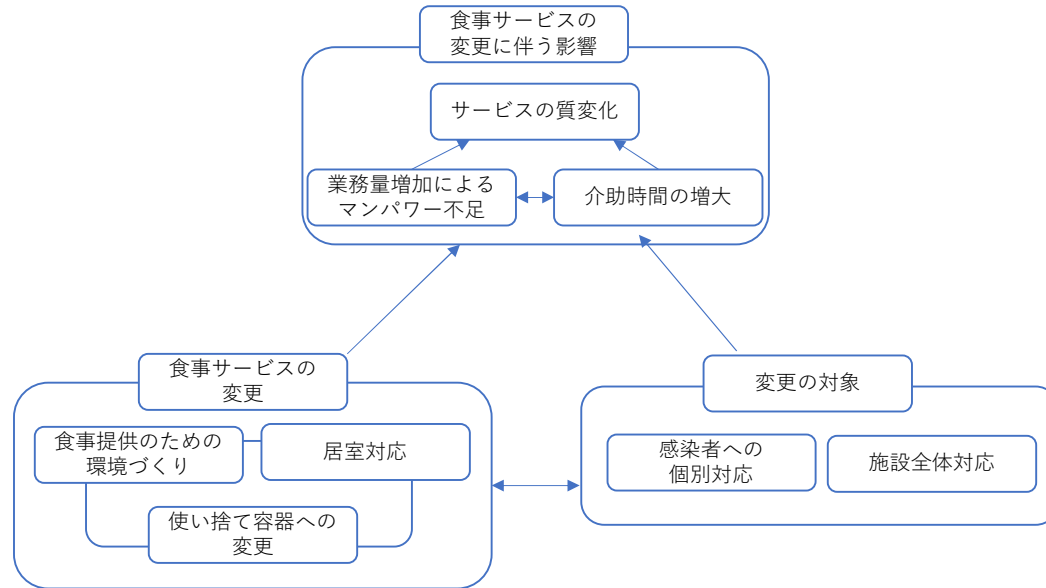 食事サービスの
変更に伴う影響
サービスの質変化
業務量増加による
マンパワー不足
介助時間の増大
食事サービスの
変更
食事提供のための
環境づくり
居室対応
使い捨て容器への
変更
変更の対象
感染者への
個別対応
施設全体対応